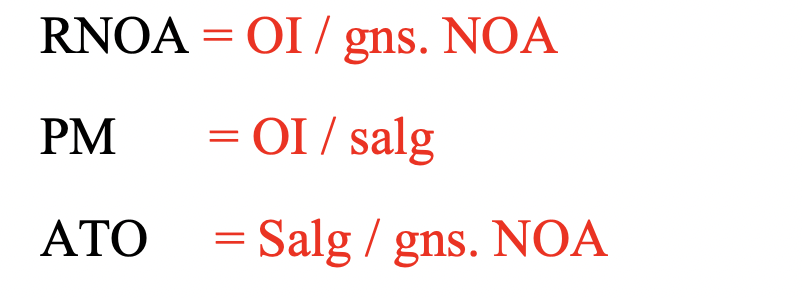 RNOA = OI / gns. NOA
PM = OI / salg
ATO = Salg / gns. NOA